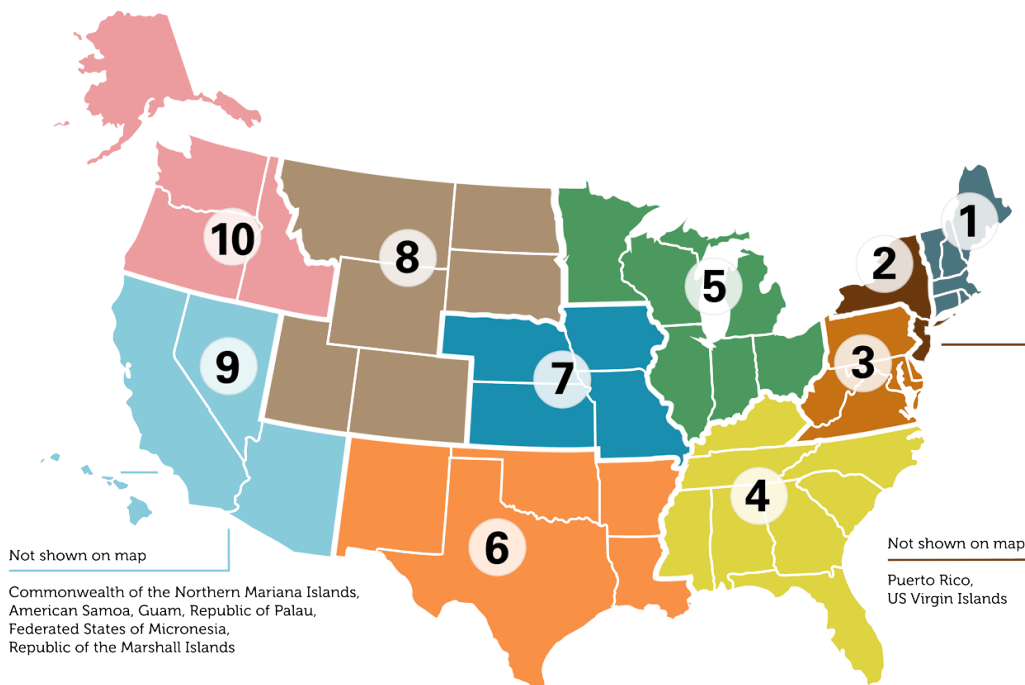 1
2
10
8
5
3
9
7
4
6
Not shown on map
Commonwealth of the Northern Mariana Islands,
American Samoa, Guam, Republic of Palau,
Federated States of Micronesia,
Republic of the Marshall Islands
Not shown on map
Puerto Rico,
US Virgin Islands